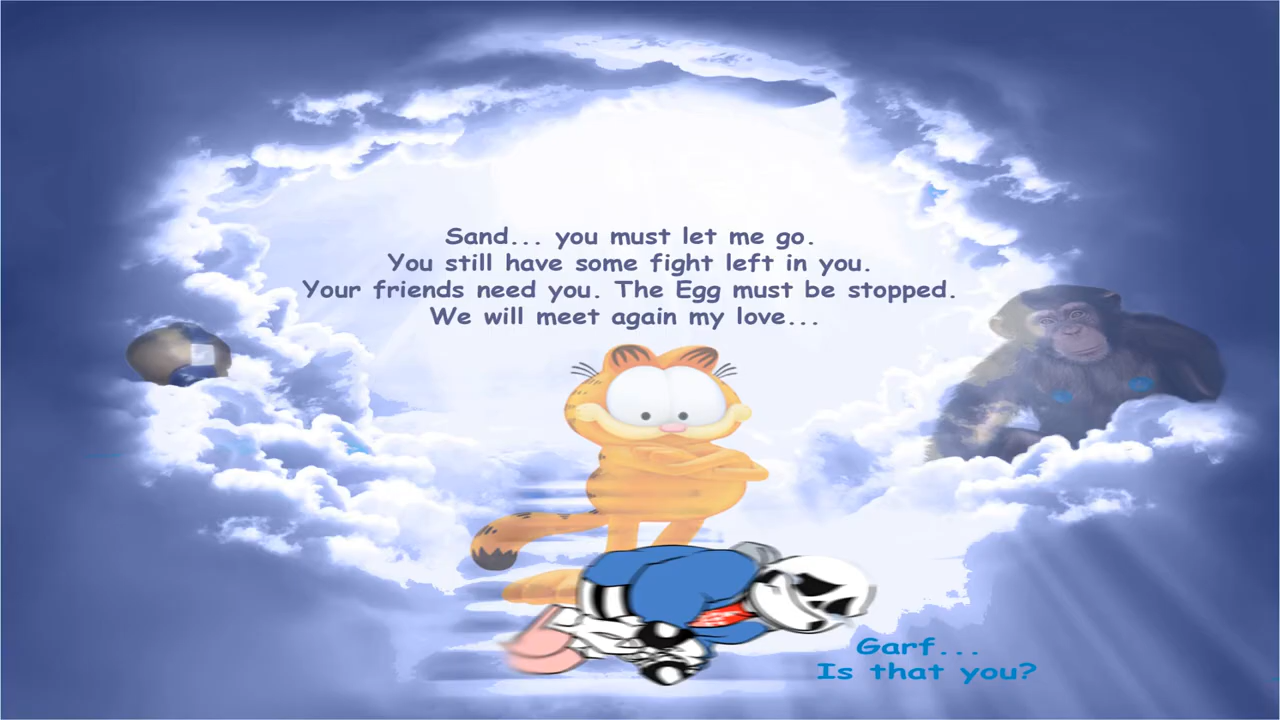 Sand... you must let me go.
You still have some fight left in you.
Your friends need you. The Egg must be stopped.
We will meet again my love...
Garf...
Is that you?